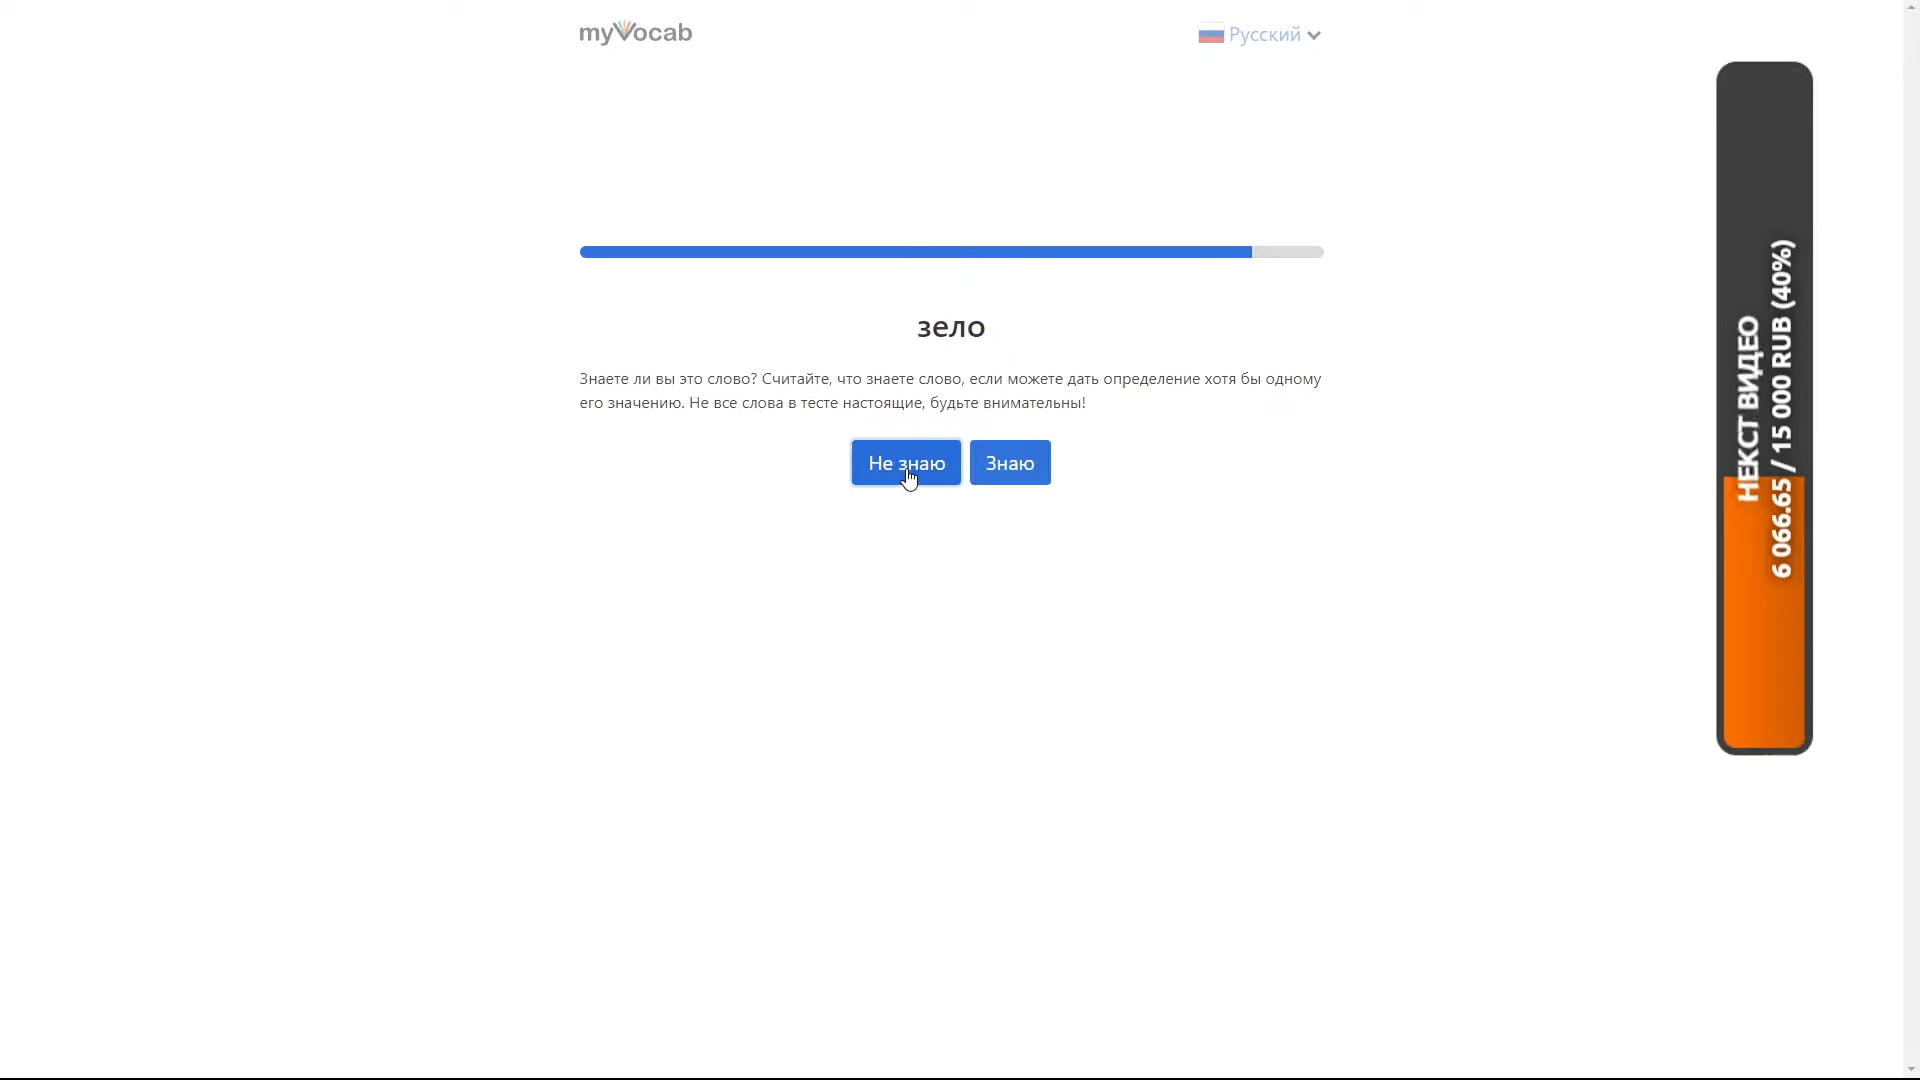 myVocab
Русский
зело
Знаете ли вы это слово? Считайте, что знаете слово, если можете дать определение хотя бы одному
его значению. Не все слова в тесте настоящие, будьте внимательны!
Не знаю
Знаю
НЕКСТ ВИДЕО
6 066.65 / 15 000 RUB (40%)